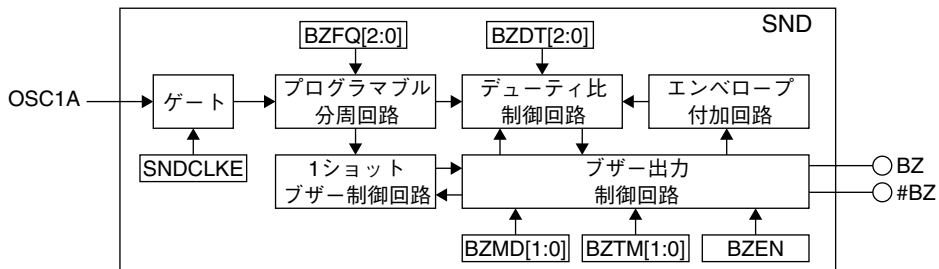 SND
BZFQ[2:0]
BZDT[2:0]
OSC1A
ゲート
プログラマブル
分周回路
デューティ比
制御回路
エンベロープ
付加回路
SNDCLKE
1ショット
ブザー制御回路
ブザー出力
制御回路
BZ
#BZ
BZMD[1:0]
BZTM[1:0]
BZEN